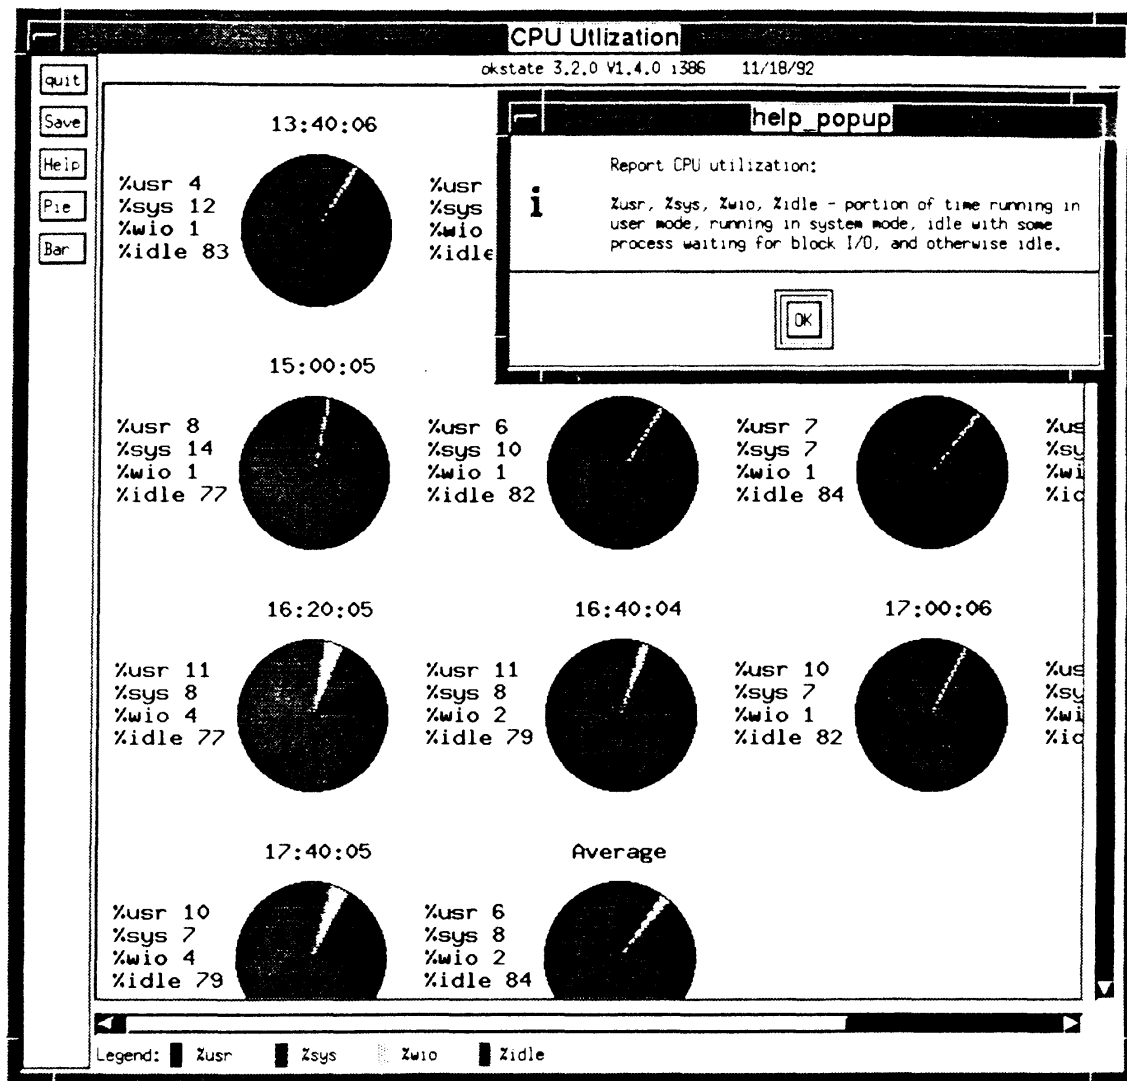 CPU Utlization
okstate 3.2.0 V1.4.0 i386 11/18/92
quit
Save
Help
Pie
Bar
help_popup
Report CPU utilization:
%usr, %sys, %wio, %idle - portion of time running in
user mode, running in system mode, idle with some
process waiting for block I/O, and otherwise idle.
OK
13:40:06
%usr 4
%sys 12
%wio 1
%idle 83
%usr
%sys
%wio
%idle
15:00:05
%usr 8
%sys 14
%wio 1
%idle 77
%usr 6
%sys 10
%wio 1
%idle 82
%usr 7
%sys 7
%wio 1
%idle 84
%us
%sy
%wi
16:20:05
%usr 11
%sys 8
%wio 4
%idle 77
16:40:04
%usr 11
%sys 8
%wio 2
%idle 79
17:00:06
%usr 10
%sys 7
%wio 1
%idle 82
%us
%sy
%wi
17:40:05
%usr 10
%sys 7
%wio 4
%idle 79
Average
%usr 6
%sys 8
%wio 2
%idle 84
Legend: %usr %sys %wio %idle